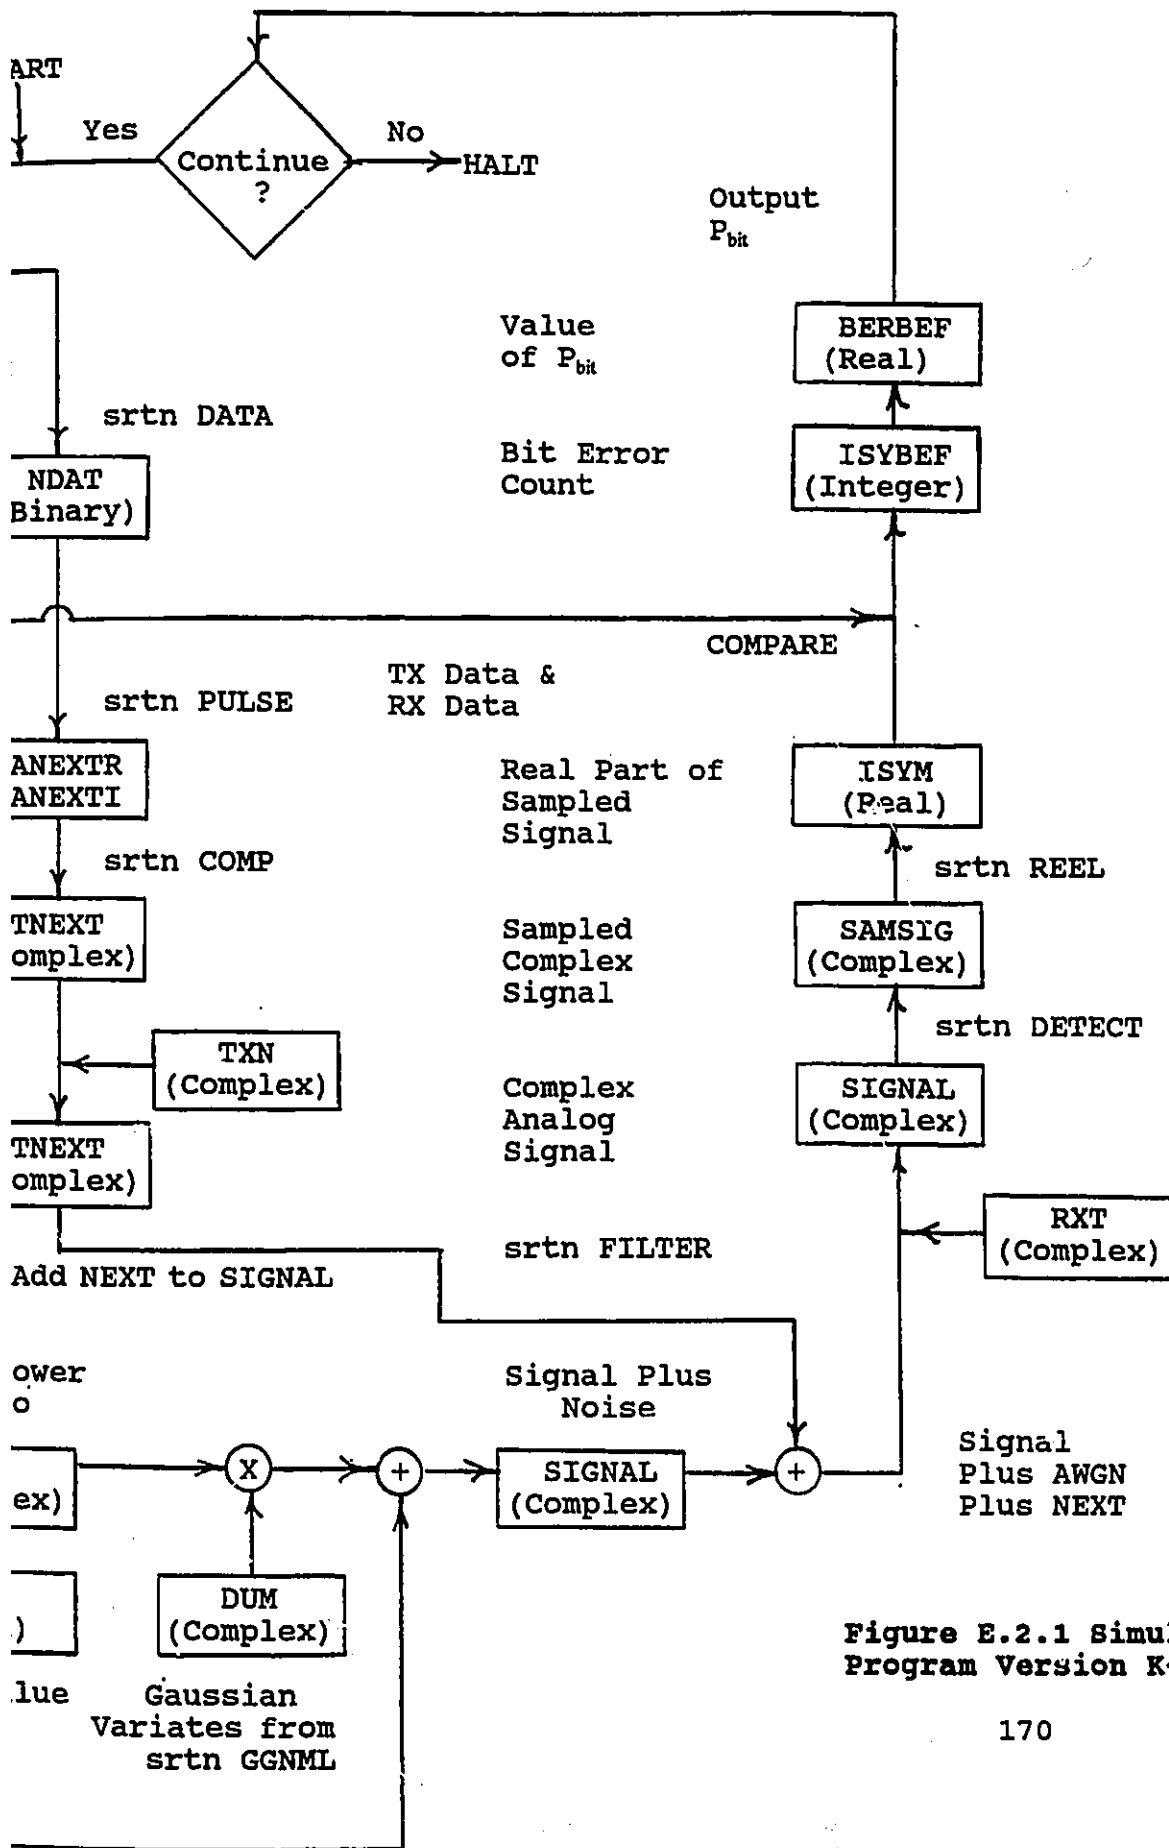 ART
Yes
No
Continue
?
HALT
Output
P_bit
Value
of P_bit
BERBEF
(Real)
srtn DATA
Bit Error
Count
ISYBEF
(Integer)
NDAT
Binary)
COMPARE
TX Data &
RX Data
srtn PULSE
ANEXTR
ANEXTI
Real Part of
Sampled
Signal
ISYM
(Real)
srtn COMP
srtn REEL
TNEXT
omplex)
Sampled
Complex
Signal
SAMSIG
(Complex)
srtn DETECT
TXN
(Complex)
Complex
Analog
Signal
SIGNAL
(Complex)
TNEXT
omplex)
RXT
(Complex)
srtn FILTER
Add NEXT to SIGNAL
ower
o
Signal Plus
Noise
ex)
X
+
SIGNAL
(Complex)
+
Signal
Plus AWGN
Plus NEXT
)
DUM
(Complex)
lue
Gaussian
Variates from
srtn GGNML
Figure E.2.1 Simul
Program Version K
170